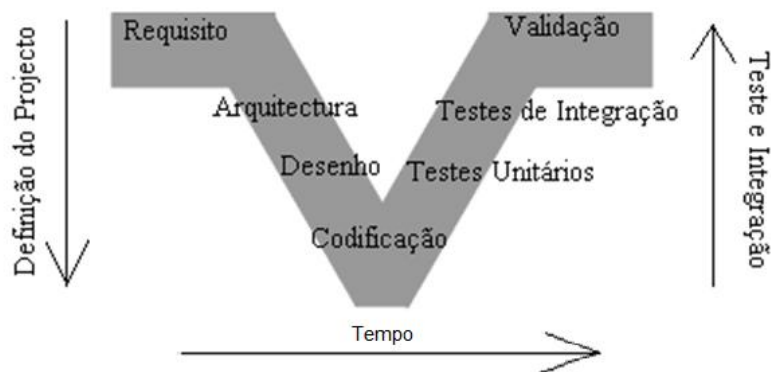 Requisito
Validação
Arquitectura
Testes de Integração
Desenho
Testes Unitários
Codificação
Definição do Projecto
Teste e Integração
Tempo